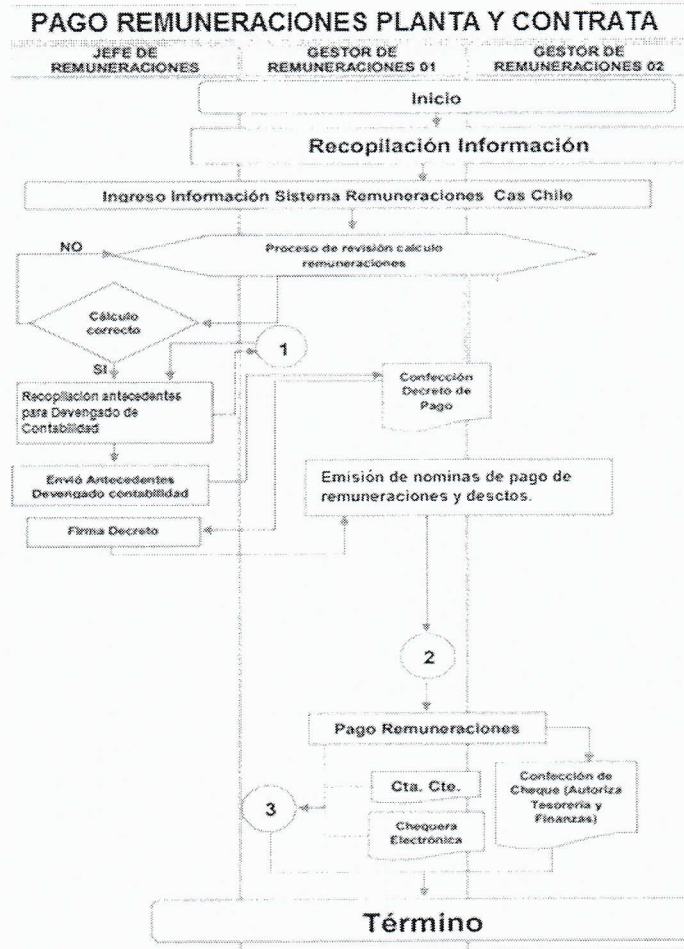 PAGO REMUNERACIONES PLANTA Y CONTRATA
JEFE DE
REMUNERACIONES
GESTOR DE
REMUNERACIONES 01
GESTOR DE
REMUNERACIONES 02
Inicio
Recopilación Información
Ingreso Información Sistema Remuneraciones Cas Chile
NO
Proceso de revisión calculo
remuneraciones
Cálculo
correcto
1
SI
Recopilación antecedentes
para Devengado de
Contabilidad
Confección
Decreto de
Pago
Envió Antecedentes
Devengado contabilidad
Emisión de nominas de pago de
remuneraciones y desctos.
Firma Decreto
2
Pago Remuneraciones
3
Cta. Cte.
Confección de
Cheque (Autoriza
Tesorería y
Finanzas)
Chequera
Electrónica
Término